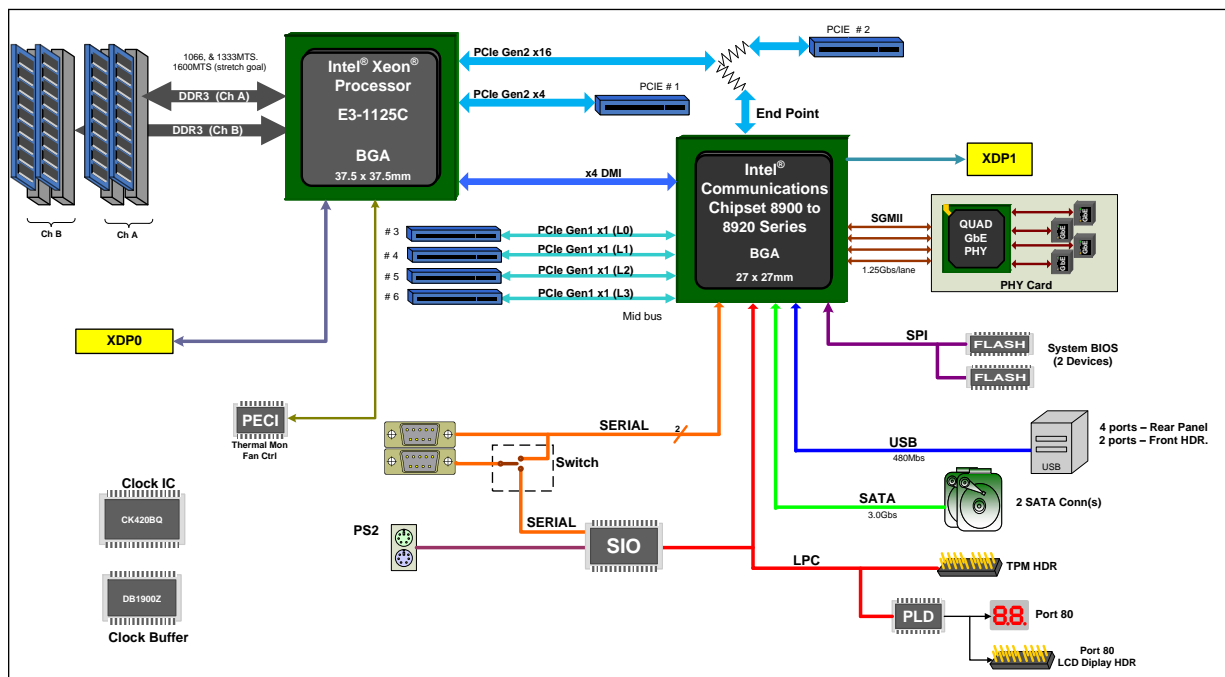 1066, & 1333MTS.
1600MTS (stretch goal)
DDR3 (Ch A)
DDR3 (Ch B)
Ch B
Ch A
Intel® Xeon®
Processor
E3-1125C
BGA
37.5 x 37.5mm
PCIe Gen2 x16
PCIe Gen2 x4
PCIE # 1
PCIE # 2
End Point
x4 DMI
Intel®
Communications
Chipset 8900 to
8920 Series
BGA
27 x 27mm
XDP1
SGMII
1.25Gbs/lane
QUAD
GbE
PHY
GbE
GbE
GbE
GbE
PHY Card
# 3
PCIe Gen1 x1 (L0)
# 4
PCIe Gen1 x1 (L1)
# 5
PCIe Gen1 x1 (L2)
# 6
PCIe Gen1 x1 (L3)
Mid bus
XDP0
SPI
FLASH
FLASH
System BIOS
(2 Devices)
PECI
Thermal Mon
Fan Ctrl
SERIAL
2
Switch
USB
480Mbs
USB
4 ports – Rear Panel
2 ports – Front HDR.
SATA
3.0Gbs
2 SATA Conn(s)
Clock IC
CK420BQ
SERIAL
PS2
SIO
LPC
TPM HDR
DB1900Z
Clock Buffer
PLD
8.8.
Port 80
Port 80
LCD Diplay HDR